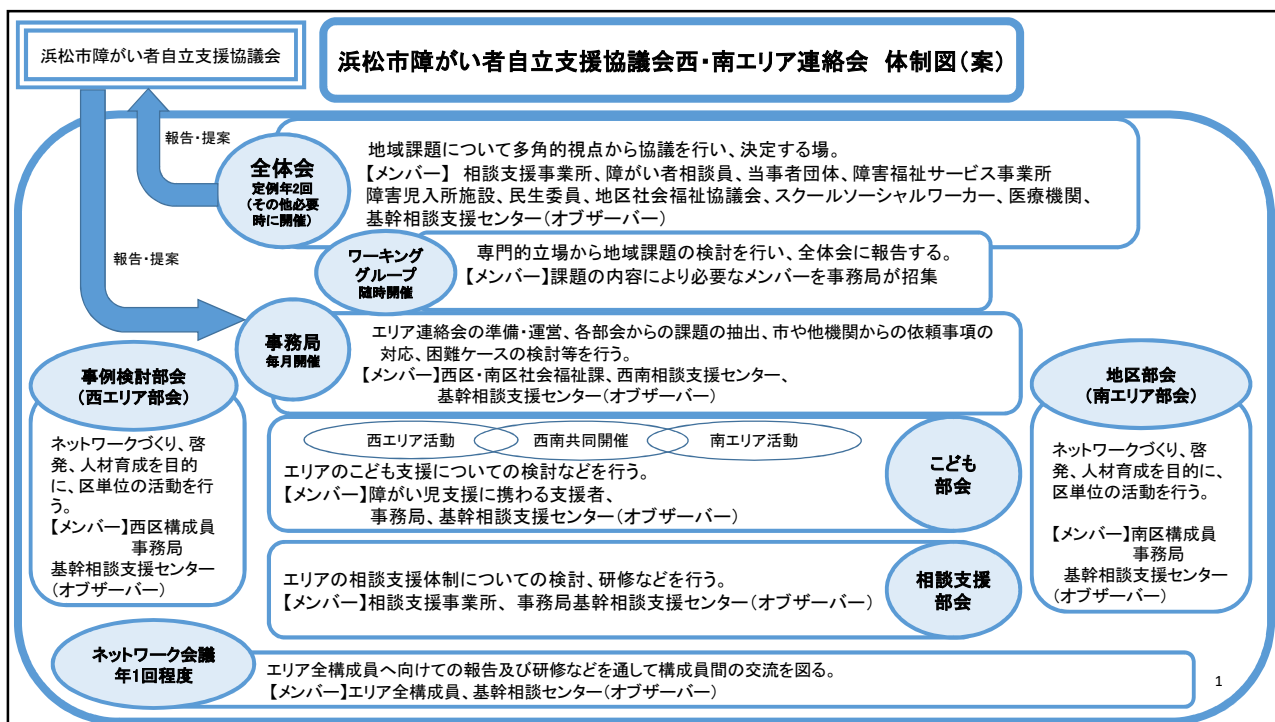 浜松市障がい者自立支援協議会
浜松市障がい者自立支援協議会西・南エリア連絡会 体制図(案)
報告・提案
報告・提案
全体会
定例年2回
(その他必要
時に開催)
地域課題について多角的視点から協議を行い、決定する場。
【メンバー】 相談支援事業所、障がい者相談員、当事者団体、障害福祉サービス事業所
障害児入所施設、民生委員、地区社会福祉協議会、スクールソーシャルワーカー、医療機関、
基幹相談支援センター(オブザーバー)
ワーキング
グループ
随時開催
専門的立場から地域課題の検討を行い、全体会に報告する。
【メンバー】課題の内容により必要なメンバーを事務局が招集
事務局
毎月開催
エリア連絡会の準備・運営、各部会からの課題の抽出、市や他機関からの依頼事項の
対応、困難ケースの検討等を行う。
【メンバー】西区・南区社会福祉課、西南相談支援センター、
基幹相談支援センター(オブザーバー)
事例検討部会
(西エリア部会)
ネットワークづくり、啓
発、人材育成を目的
に、区単位の活動を行
う。
【メンバー】西区構成員
事務局
基幹相談支援センター
(オブザーバー)
西エリア活動
西南共同開催
南エリア活動
エリアのこども支援についての検討などを行う。
【メンバー】障がい児支援に携わる支援者、
事務局、基幹相談支援センター(オブザーバー)
こども
部会
エリアの相談支援体制についての検討、研修などを行う。
【メンバー】相談支援事業所、 事務局基幹相談支援センター(オブザーバー)
相談支援
部会
地区部会
(南エリア部会)
ネットワークづくり、啓
発、人材育成を目的に、
区単位の活動を行う。
【メンバー】南区構成員
事務局
基幹相談支援センター
(オブザーバー)
ネットワーク会議
年1回程度
エリア全構成員へ向けての報告及び研修などを通して構成員間の交流を図る。
【メンバー】エリア全構成員、基幹相談センター(オブザーバー)
1